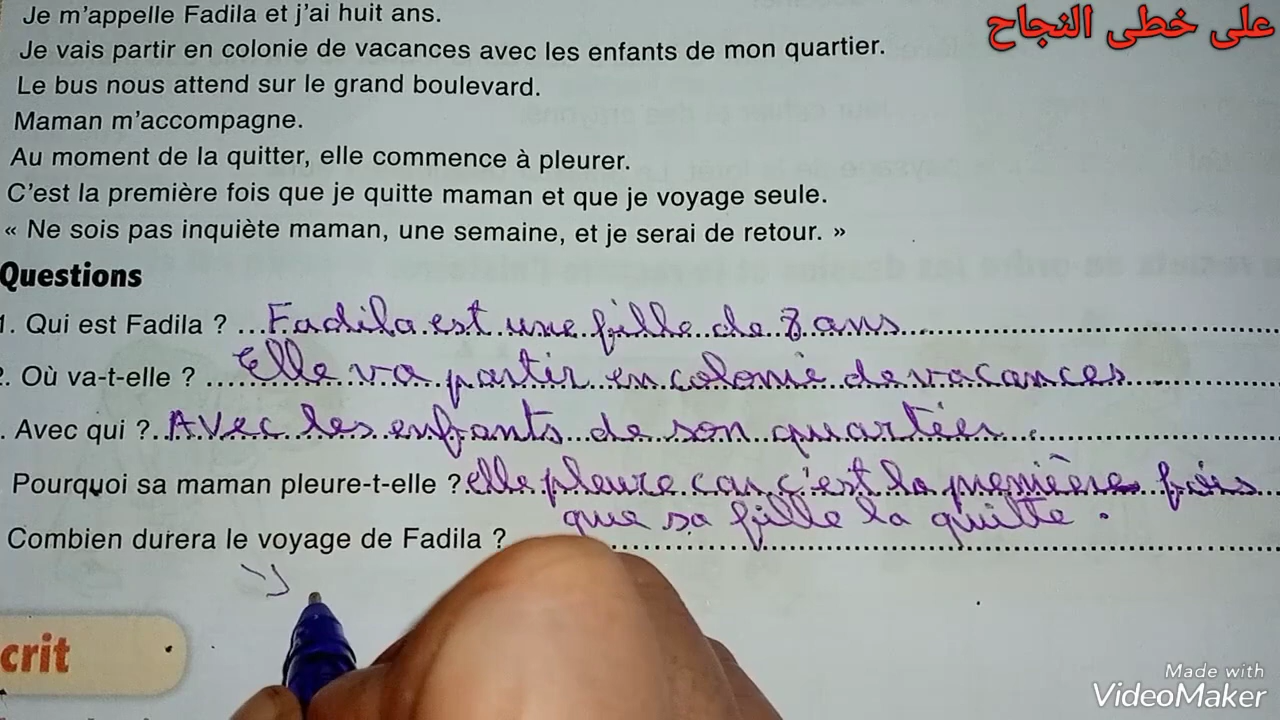 على خطى النجاح
Je m'appelle Fadila et j'ai huit ans.
Je vais partir en colonie de vacances avec les enfants de mon quartier.
Le bus nous attend sur le grand boulevard.
Maman m'accompagne.
Au moment de la quitter, elle commence à pleurer.
C'est la première fois que je quitte maman et que je voyage seule.
« Ne sois pas inquiète maman, une semaine, et je serai de retour. »
Questions
1. Qui est Fadila ? ...Fadila est une fille de 8 ans
. Où va-t-elle ? ....Elle va partir en colonie de vacances
. Avec qui ?..Avec les enfants de son quartier.
Pourquoi sa maman pleure-t-elle ?.elle pleure car c'est la première fois
que sa fille la quitte.
Combien durera le voyage de Fadila ?
crit
Made with
VideoMaker